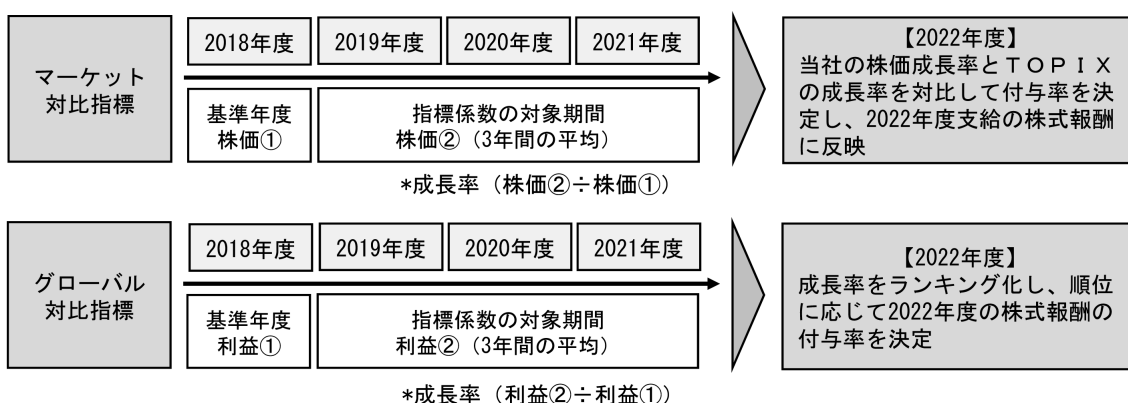 マーケット
対比指標
2018年度
2019年度
2020年度
2021年度
基準年度
株価①
指標係数の対象期間
株価②（3年間の平均）
*成長率（株価②÷株価①）
【2022年度】
当社の株価成長率とＴＯＰＩＸ
の成長率を対比して付与率を決
定し、2022年度支給の株式報酬
に反映
グローバル
対比指標
2018年度
2019年度
2020年度
2021年度
基準年度
利益①
指標係数の対象期間
利益②（3年間の平均）
*成長率（利益②÷利益①）
【2022年度】
成長率をランキング化し、順位
に応じて2022年度の株式報酬の
付与率を決定